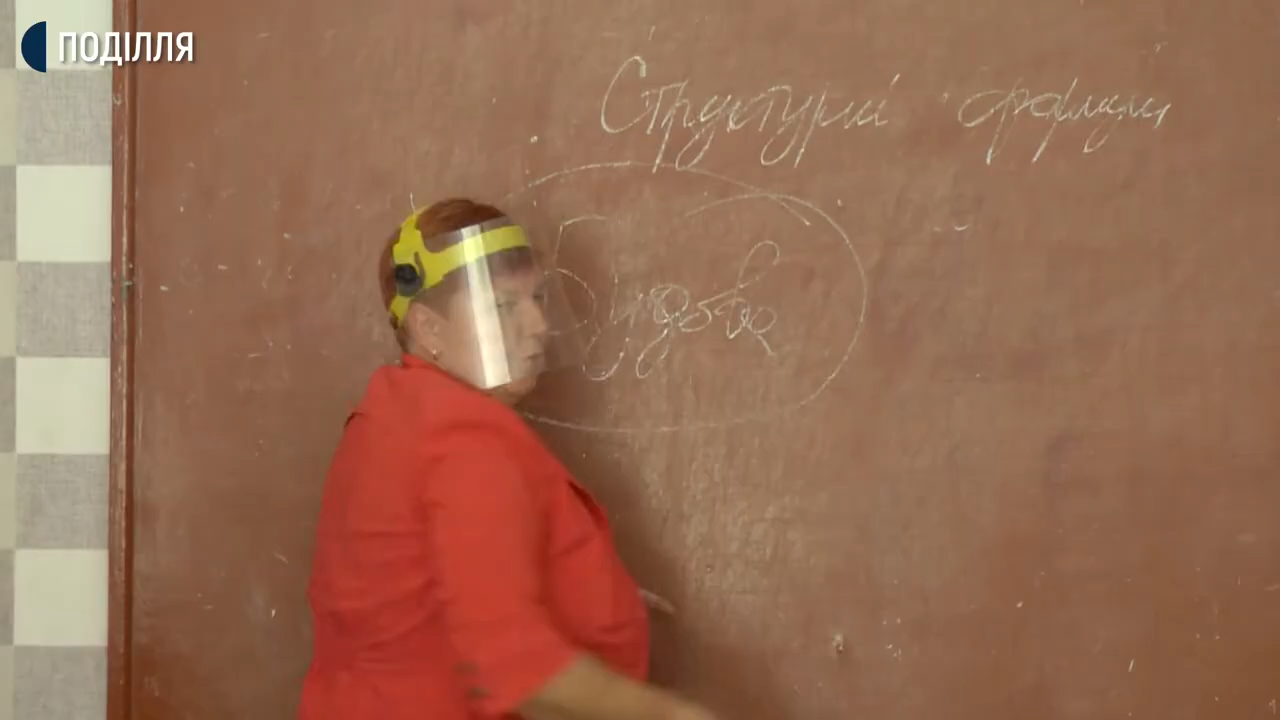 ПОДІЛЛЯ
Структурні формули
Будова